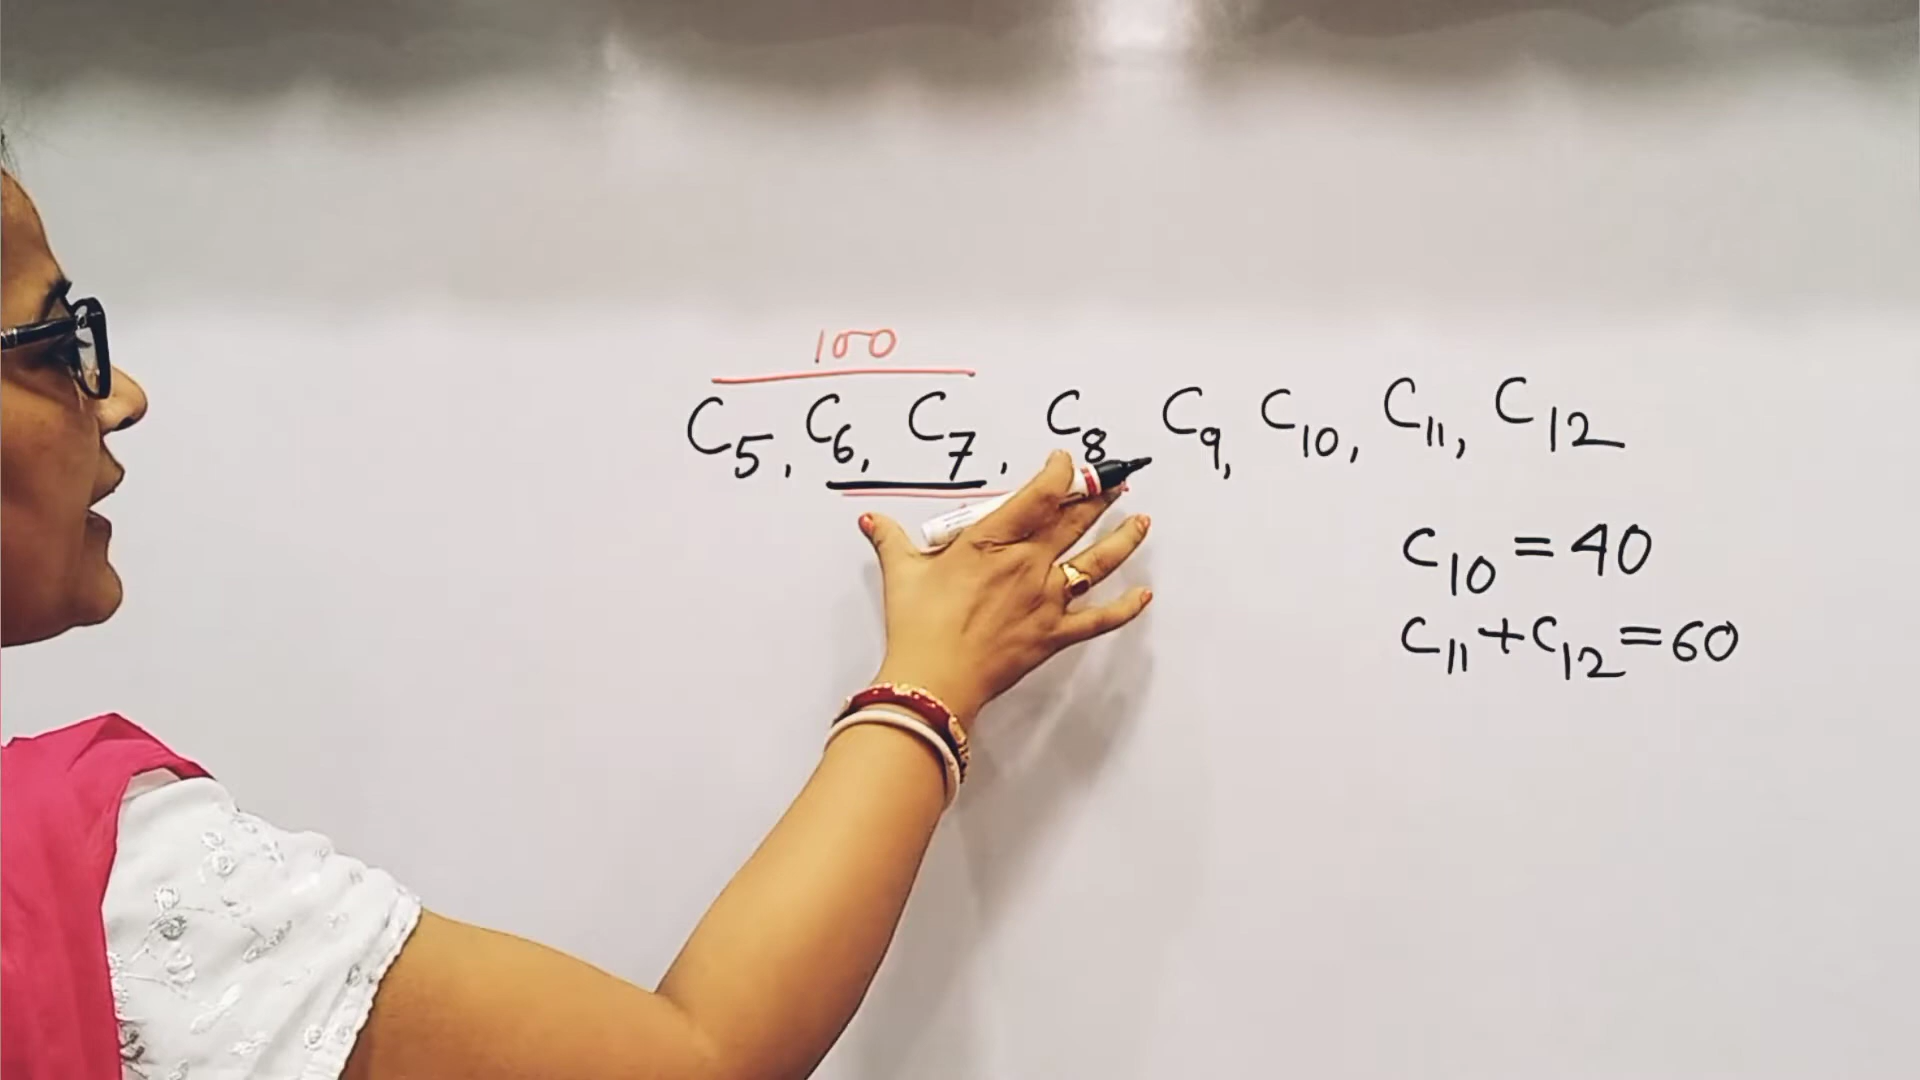 100
C5, C6, C7, C8 C9, C10, C11, C12
C10 = 40
C11 + C12 = 60